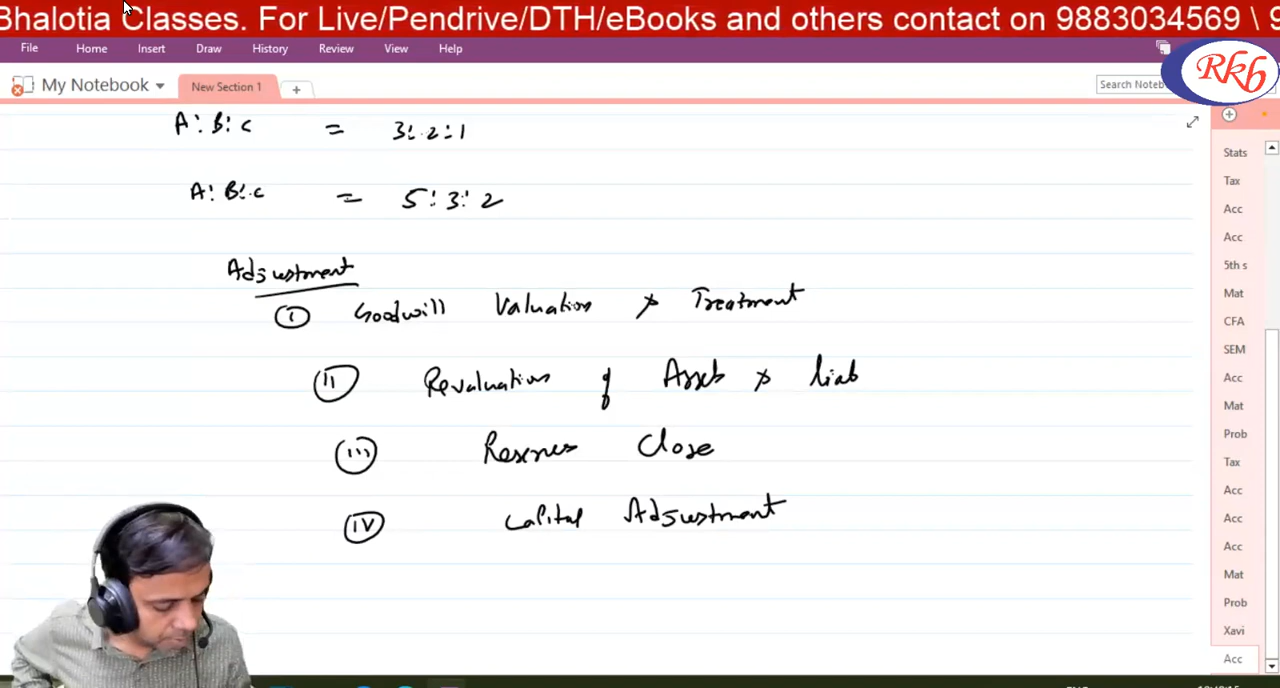 Bhalotia Classes. For Live/Pendrive/DTH/eBooks and others contact on 9883034569 \ 9
File Home Insert Draw History Review View Help
Rkb
My Notebook New Section 1 + Search Noteb
A:B:C = 3:2:1
A:B:C = 5:3:2
Adjustment
(i) Goodwill Valuation & Treatment
(ii) Revaluation of Asset & liab
(iii) Reserves Close
(iv) Capital Adjustment
Stats
Tax
Acc
Acc
5th s
Mat
CFA
SEM
Acc
Mat
Prob
Tax
Acc
Acc
Acc
Mat
Prob
Xavi
Acc